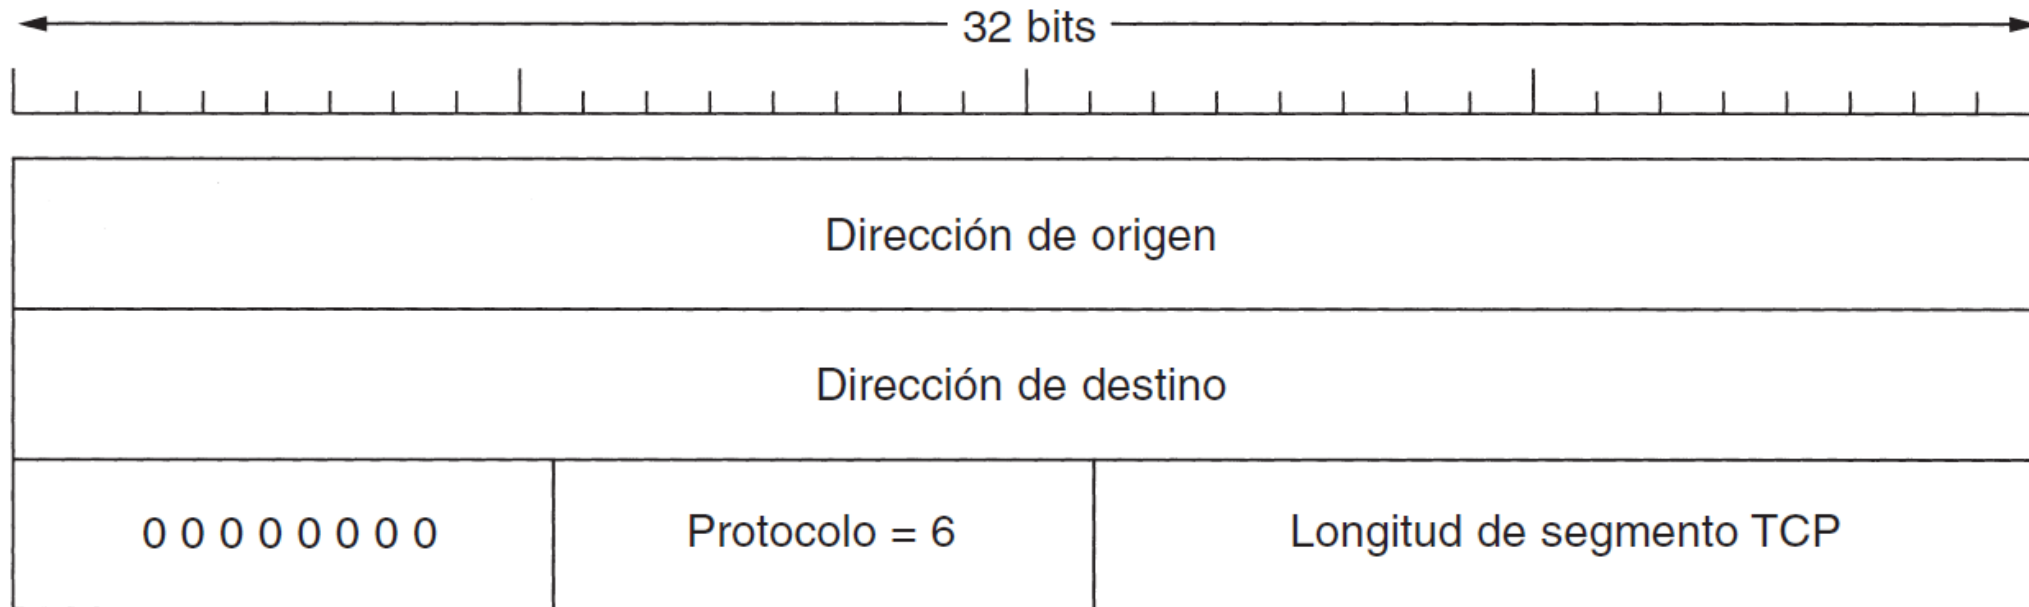 32 bits
Dirección de origen
Dirección de destino
0 0 0 0 0 0 0 0 Protocolo = 6 Longitud de segmento TCP